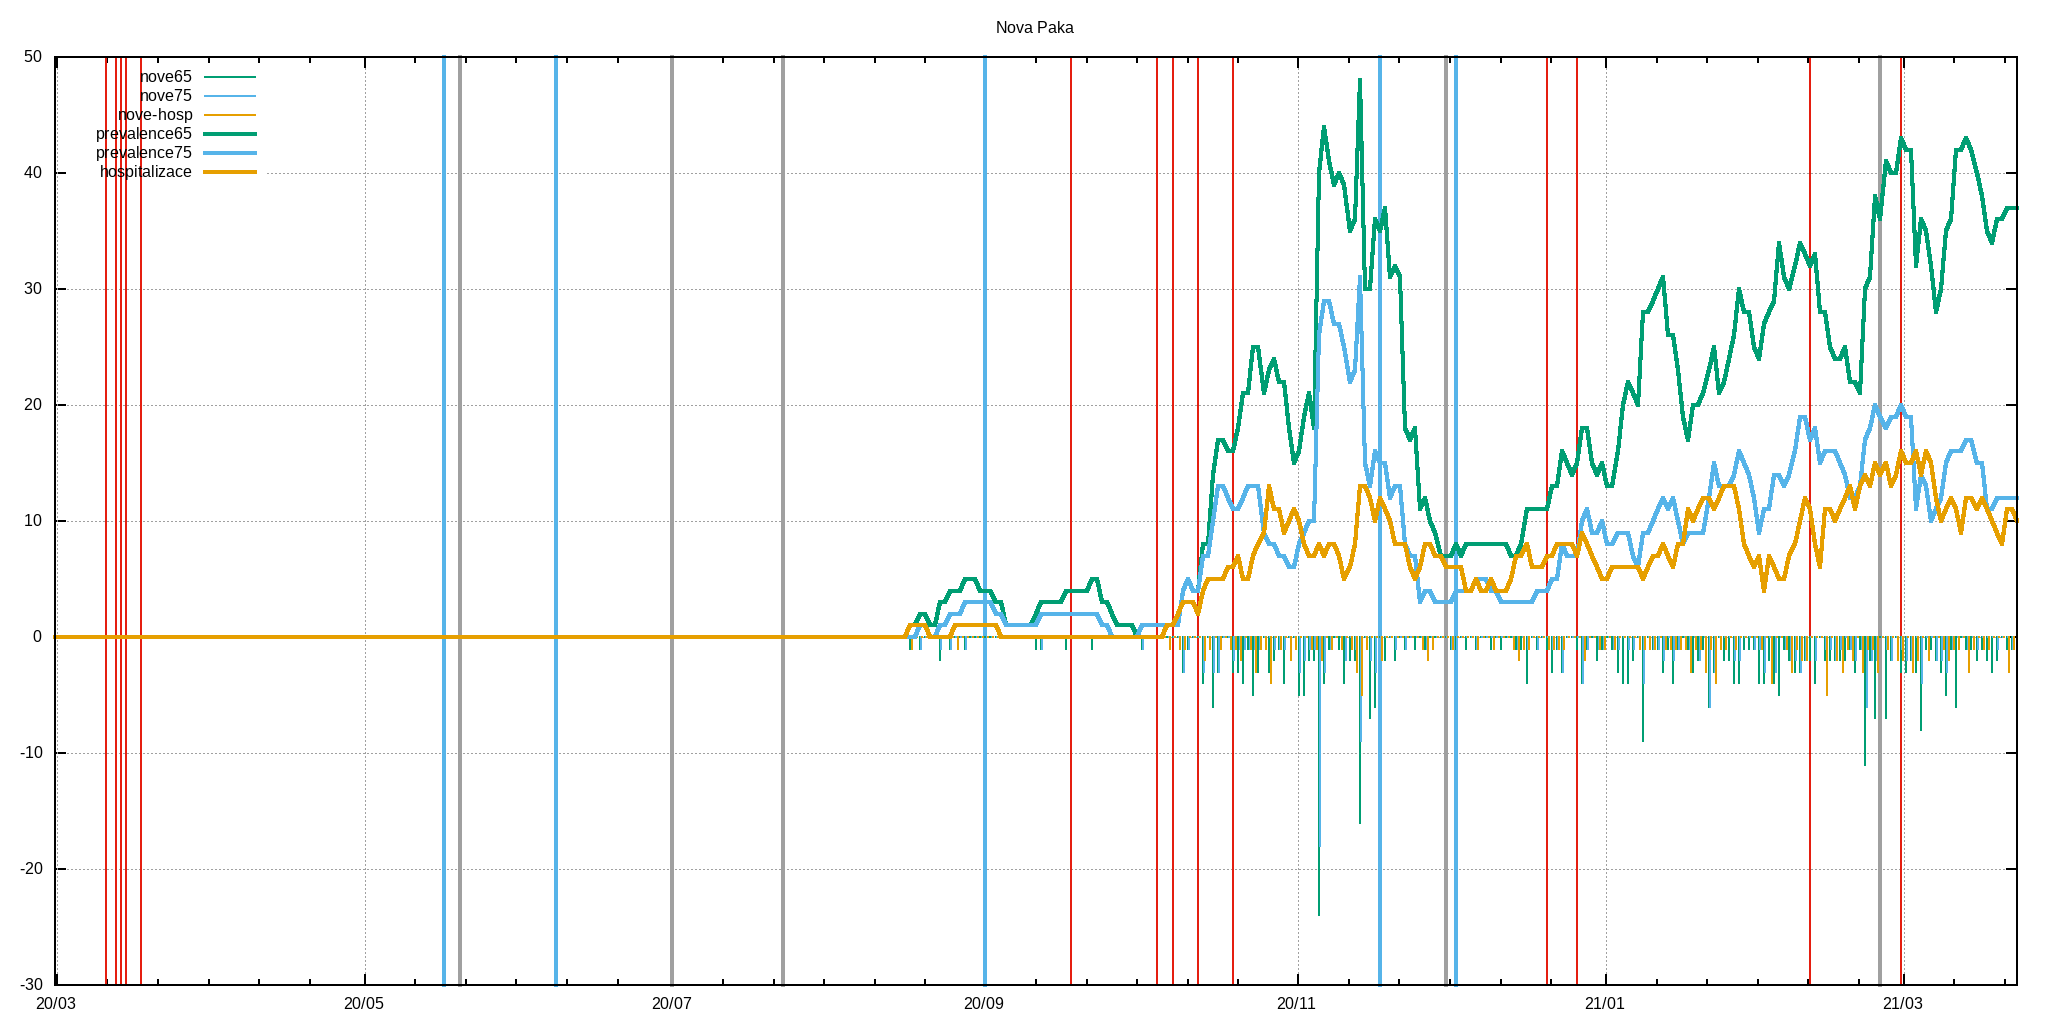 Nova Paka
50
nove65
nove75
nove-hosp
prevalence65
prevalence75
hospitalizace
40
30
20
10
0
-10
-20
-30
20/03 20/05 20/07 20/09 20/11 21/01 21/03